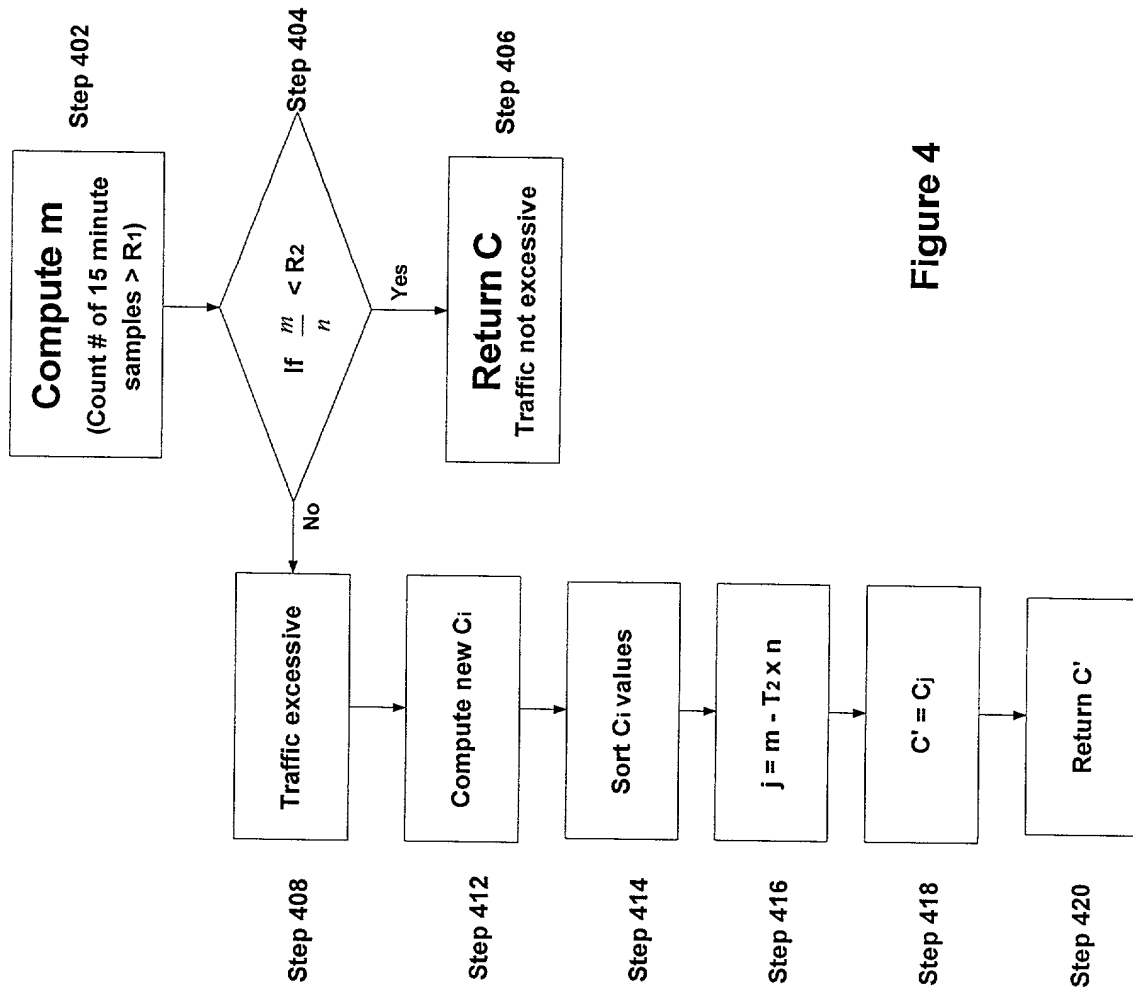 Compute m
(Count # of 15 minute
samples > R1)
Step 402
If m/n < R2
Step 404
Yes
No
Return C
Traffic not excessive
Step 406
Traffic excessive
Step 408
Compute new Ci
Step 412
Sort Ci values
Step 414
j = m - T2 x n
Step 416
C' = Cj
Step 418
Return C'
Step 420
Figure 4